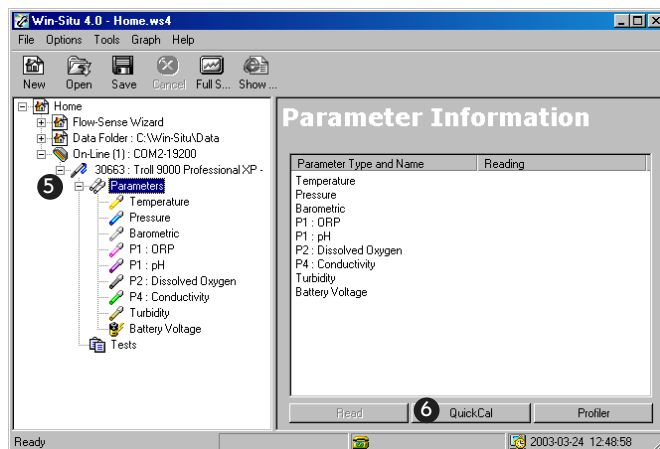 Win-Situ 4.0 - Home.ws4
File Options Tools Graph Help
New Open Save Cancel Full S... Show ...
Home
Flow-Sense Wizard
Data Folder : C:\Win-Situ\Data
On-Line (1) : COM2-19200
30663 : Troll 9000 Professional XP -
5 Parameters
Temperature
Pressure
Barometric
P1 : ORP
P1 : pH
P2 : Dissolved Oxygen
P4 : Conductivity
Turbidity
Battery Voltage
Tests
Parameter Information
Parameter Type and Name Reading
Temperature
Pressure
Barometric
P1 : ORP
P1 : pH
P2 : Dissolved Oxygen
P4 : Conductivity
Turbidity
Battery Voltage
Read 6 QuickCal Profiler
Ready 2003-03-24 12:48:58